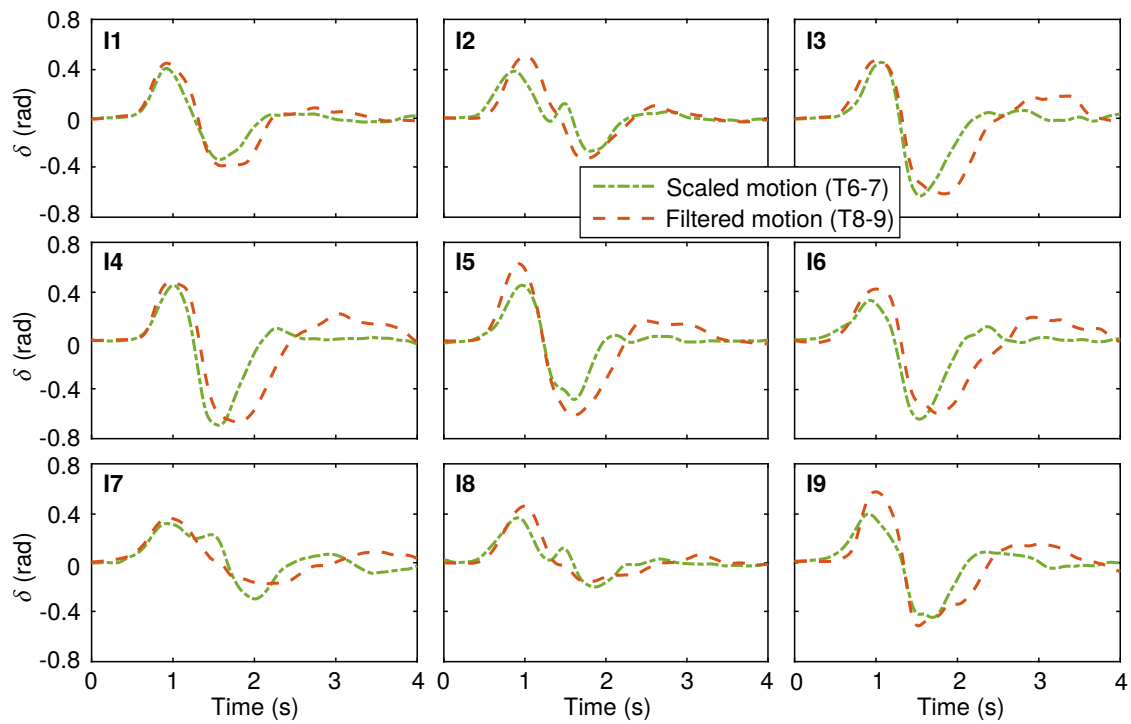 0.8
0.4
0
-0.4
-0.8
δ (rad)
I1
I2
I3
Scaled motion (T6-7)
Filtered motion (T8-9)
0.8
0.4
0
-0.4
-0.8
δ (rad)
I4
I5
I6
0.8
0.4
0
-0.4
-0.8
δ (rad)
I7
I8
I9
0 1 2 3 4
0 1 2 3 4
0 1 2 3 4
Time (s)
Time (s)
Time (s)